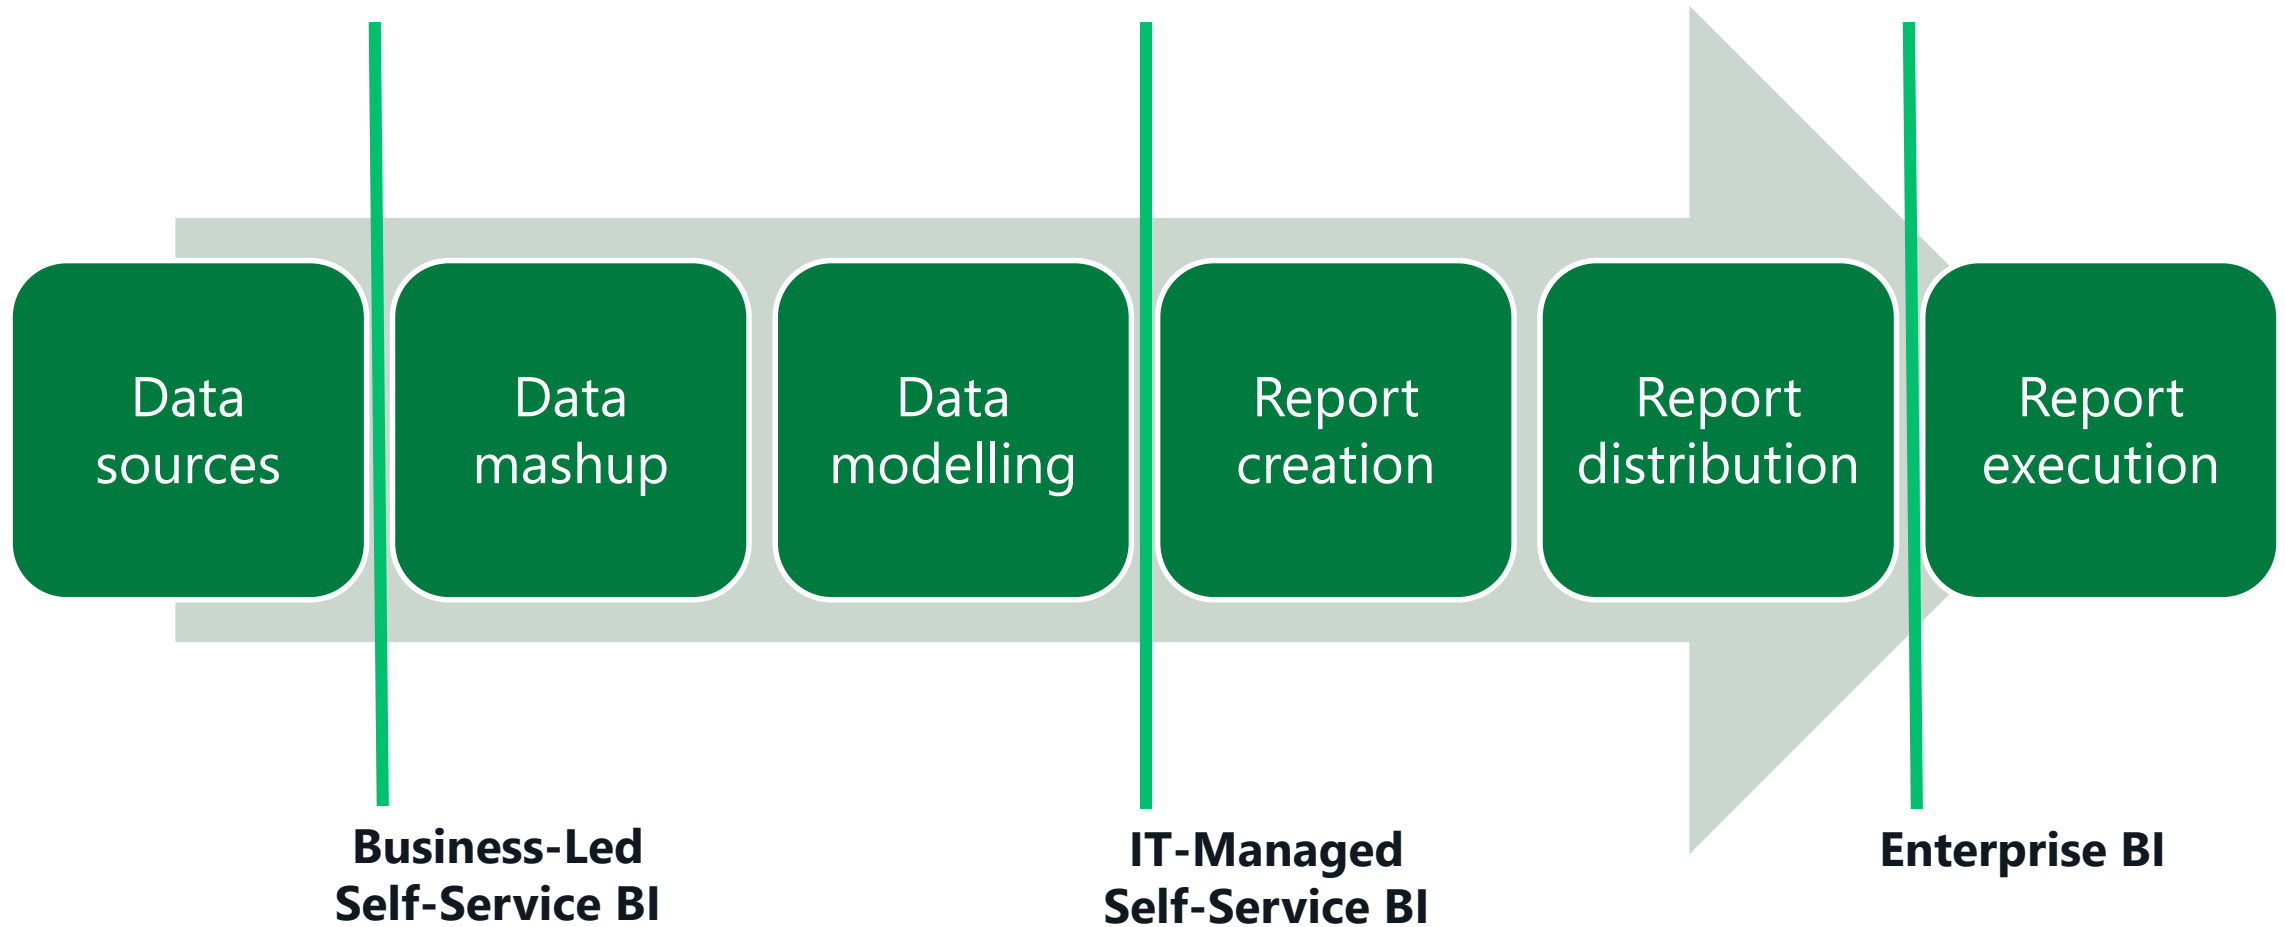 Data
sources
Data
mashup
Data
modelling
Report
creation
Report
distribution
Report
execution
Business-Led
Self-Service BI
IT-Managed
Self-Service BI
Enterprise BI